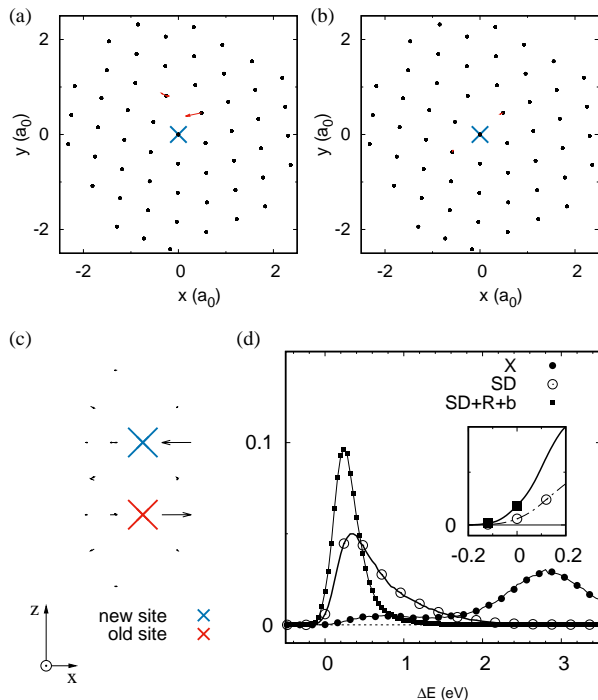 (a)
(b)
2
0
-2
y (a0)
-2
0
2
x (a0)
2
0
-2
y (a0)
-2
0
2
x (a0)
(c)
new site
old site
z
x
(d)
X
SD
SD+R+b
0.1
0
0
-0.2
0
0.2
0
1
2
3
ΔE (eV)